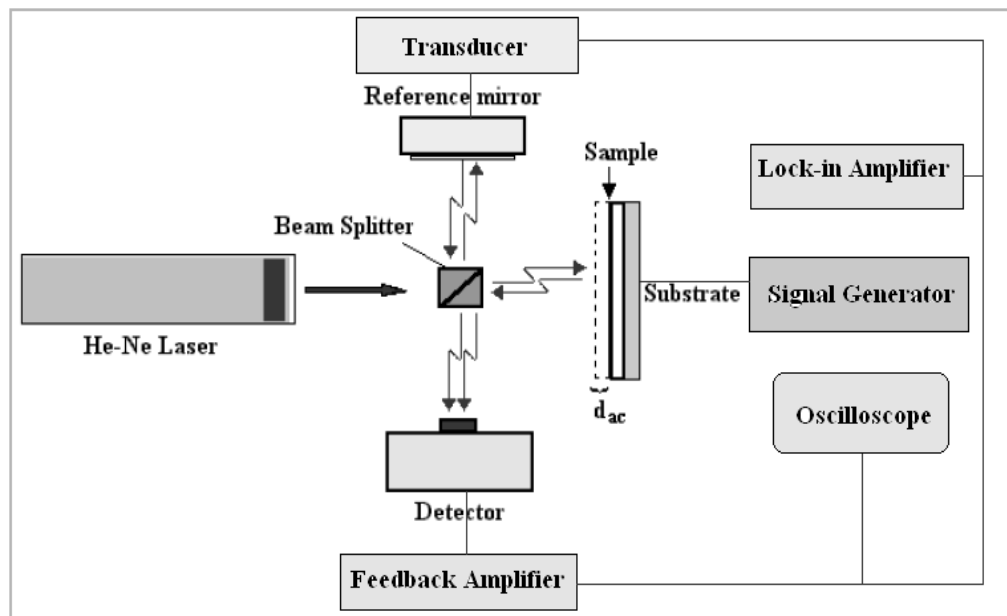 Transducer
Reference mirror
Sample
Lock-in Amplifier
Beam Splitter
Substrate
Signal Generator
He-Ne Laser
d_ac
Oscilloscope
Detector
Feedback Amplifier